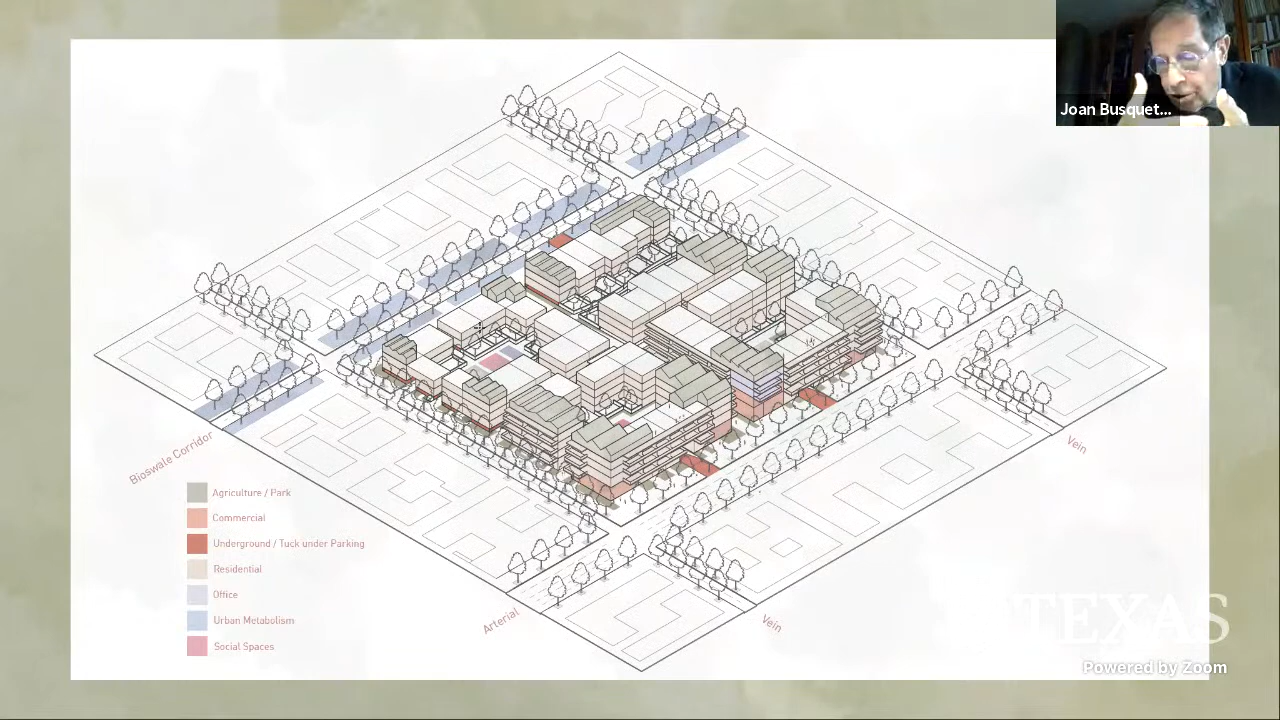 Joan Busquet...
Bioswale Corridor
Vein
Agriculture / Park
Commercial
Underground / Tuck under Parking
Residential
Office
Urban Metabolism
Social Spaces
Arterial
Vein
TEXAS
Powered by Zoom